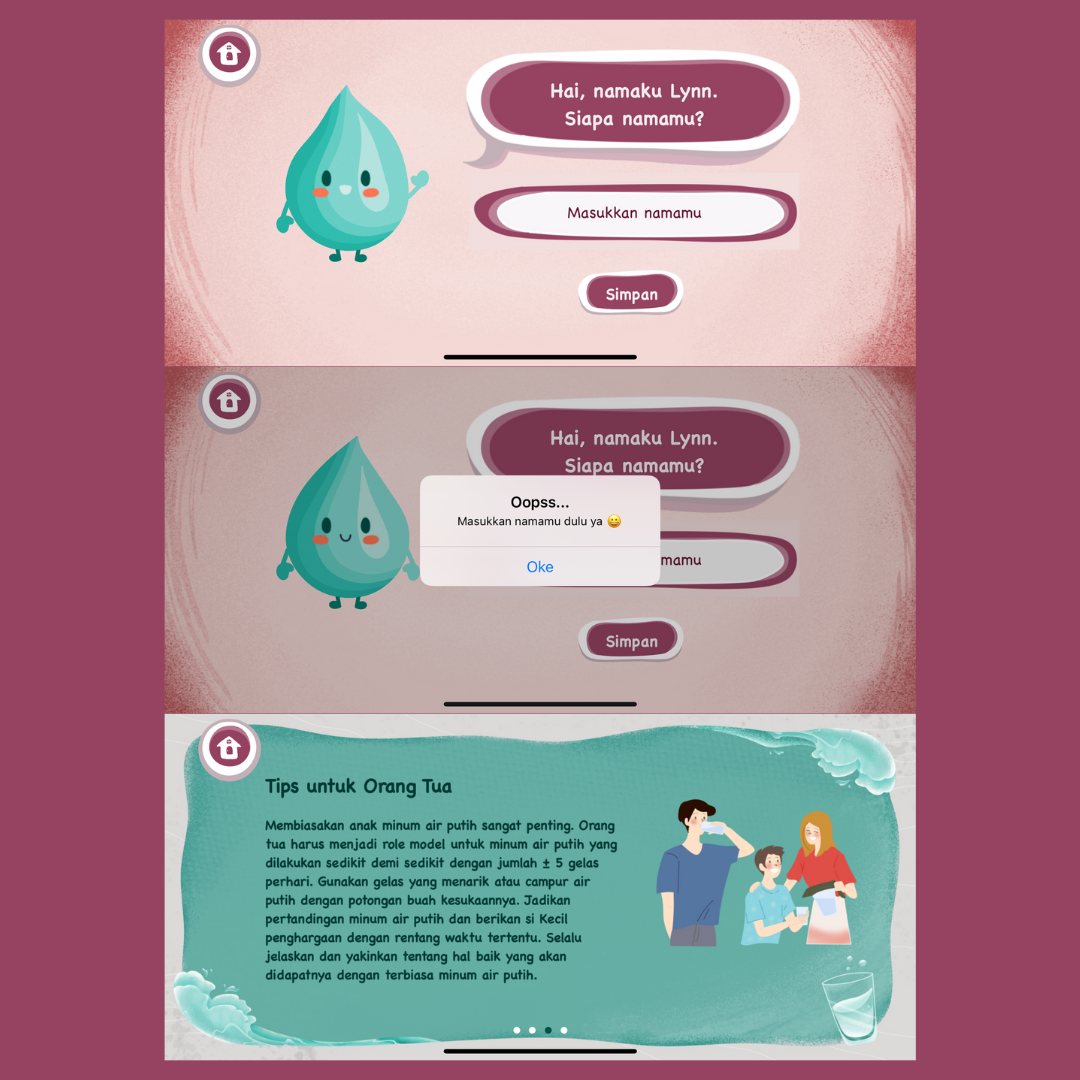 Hai, namaku Lynn.
Siapa namamu?
Masukkan namamu
Simpan
Hai, namaku Lynn.
Siapa namamu?
Oopss...
Masukkan namamu dulu ya 😀
Oke
mamu
Simpan
Tips untuk Orang Tua
Membiasakan anak minum air putih sangat penting. Orang
tua harus menjadi role model untuk minum air putih yang
dilakukan sedikit demi sedikit dengan jumlah ± 5 gelas
perhari. Gunakan gelas yang menarik atau campur air
putih dengan potongan buah kesukaannya. Jadikan
pertandingan minum air putih dan berikan si Kecil
penghargaan dengan rentang waktu tertentu. Selalu
jelaskan dan yakinkan tentang hal baik yang akan
didapatnya dengan terbiasa minum air putih.